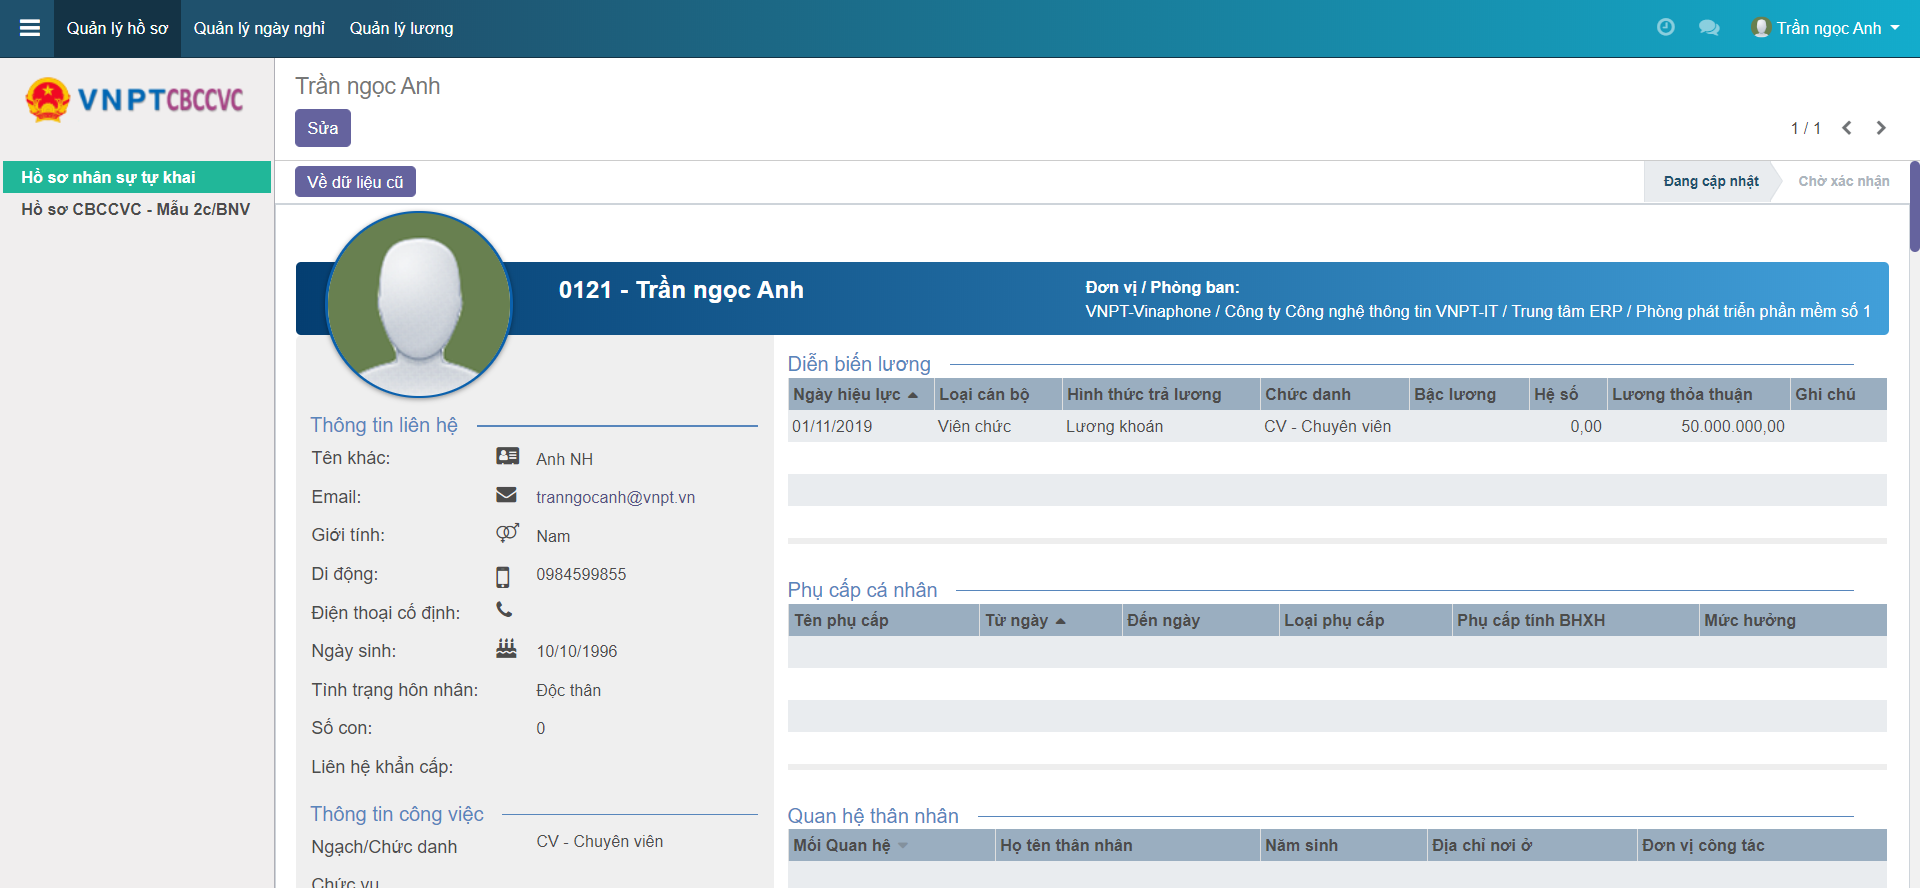 Quản lý hồ sơ Quản lý ngày nghỉ Quản lý lương Trần ngọc Anh
VNPT CBCCVC
Hồ sơ nhân sự tự khai
Hồ sơ CBCCVC - Mẫu 2c/BNV
Trần ngọc Anh
Sửa 1 / 1
Về dữ liệu cũ Đang cập nhật Chờ xác nhận
0121 - Trần ngọc Anh
Đơn vị / Phòng ban:
VNPT-Vinaphone / Công ty Công nghệ thông tin VNPT-IT / Trung tâm ERP / Phòng phát triển phần mềm số 1
Thông tin liên hệ
Tên khác: Anh NH
Email: tranngocanh@vnpt.vn
Giới tính: Nam
Di động: 0984599855
Điện thoại cố định:
Ngày sinh: 10/10/1996
Tình trạng hôn nhân: Độc thân
Số con: 0
Liên hệ khẩn cấp:
Thông tin công việc
Ngạch/Chức danh CV - Chuyên viên
Chức vụ
Diễn biến lương
Ngày hiệu lực Loại cán bộ Hình thức trả lương Chức danh Bậc lương Hệ số Lương thỏa thuận Ghi chú
01/11/2019 Viên chức Lương khoán CV - Chuyên viên 0,00 50.000.000,00
Phụ cấp cá nhân
Tên phụ cấp Từ ngày Đến ngày Loại phụ cấp Phụ cấp tính BHXH Mức hưởng
Quan hệ thân nhân
Mối Quan hệ Họ tên thân nhân Năm sinh Địa chỉ nơi ở Đơn vị công tác